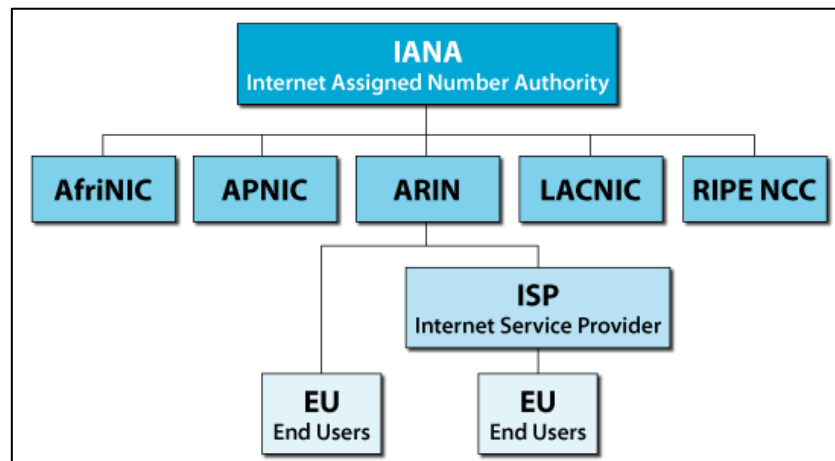 IANA
Internet Assigned Number Authority
AfriNIC
APNIC
ARIN
LACNIC
RIPE NCC
ISP
Internet Service Provider
EU
End Users
EU
End Users